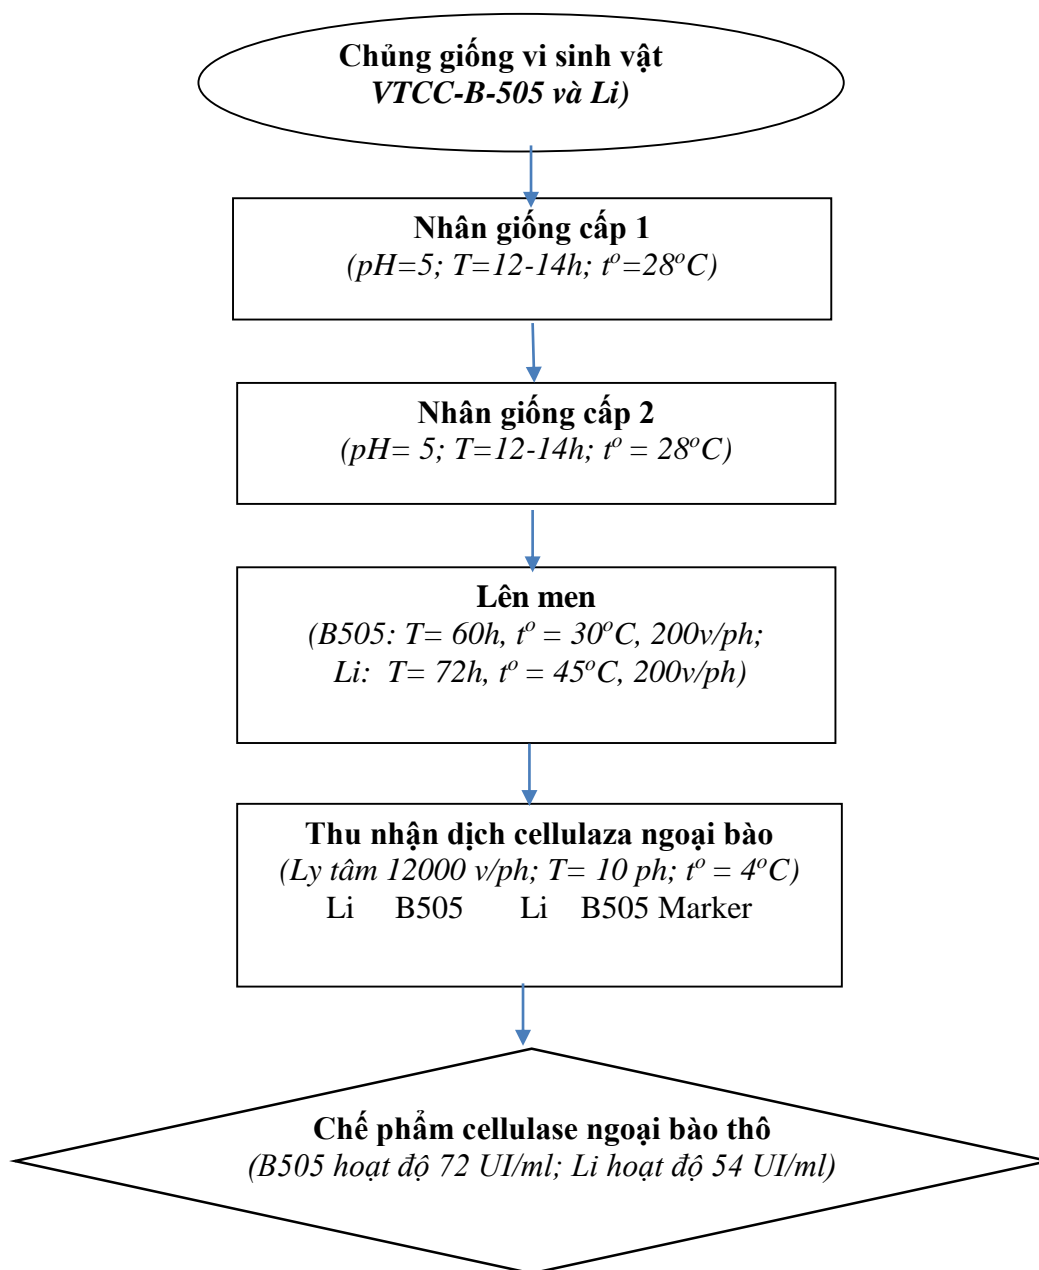 Chủng giống vi sinh vật
VTCC-B-505 và Li)
Nhân giống cấp 1
(pH=5; T=12-14h; tº=28ºC)
Nhân giống cấp 2
(pH= 5; T=12-14h; tº = 28ºC)
Lên men
(B505: T= 60h, tº = 30ºC, 200v/ph;
Li: T= 72h, tº = 45ºC, 200v/ph)
Thu nhận dịch cellulaza ngoại bào
(Ly tâm 12000 v/ph; T= 10 ph; tº = 4ºC)
Li B505 Li B505 Marker
Chế phẩm cellulase ngoại bào thô
(B505 hoạt độ 72 UI/ml; Li hoạt độ 54 UI/ml)